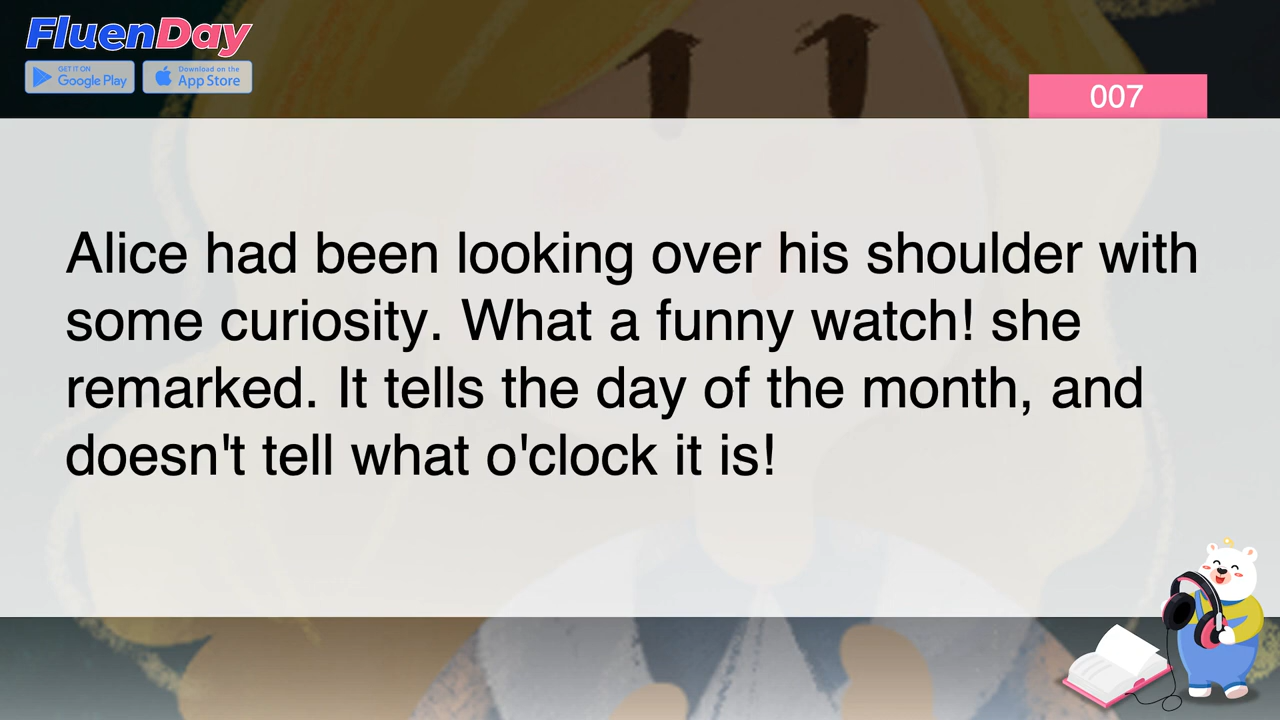 FluenDay
GET IT ON
Google Play
Download on the
App Store
007
Alice had been looking over his shoulder with
some curiosity. What a funny watch! she
remarked. It tells the day of the month, and
doesn't tell what o'clock it is!